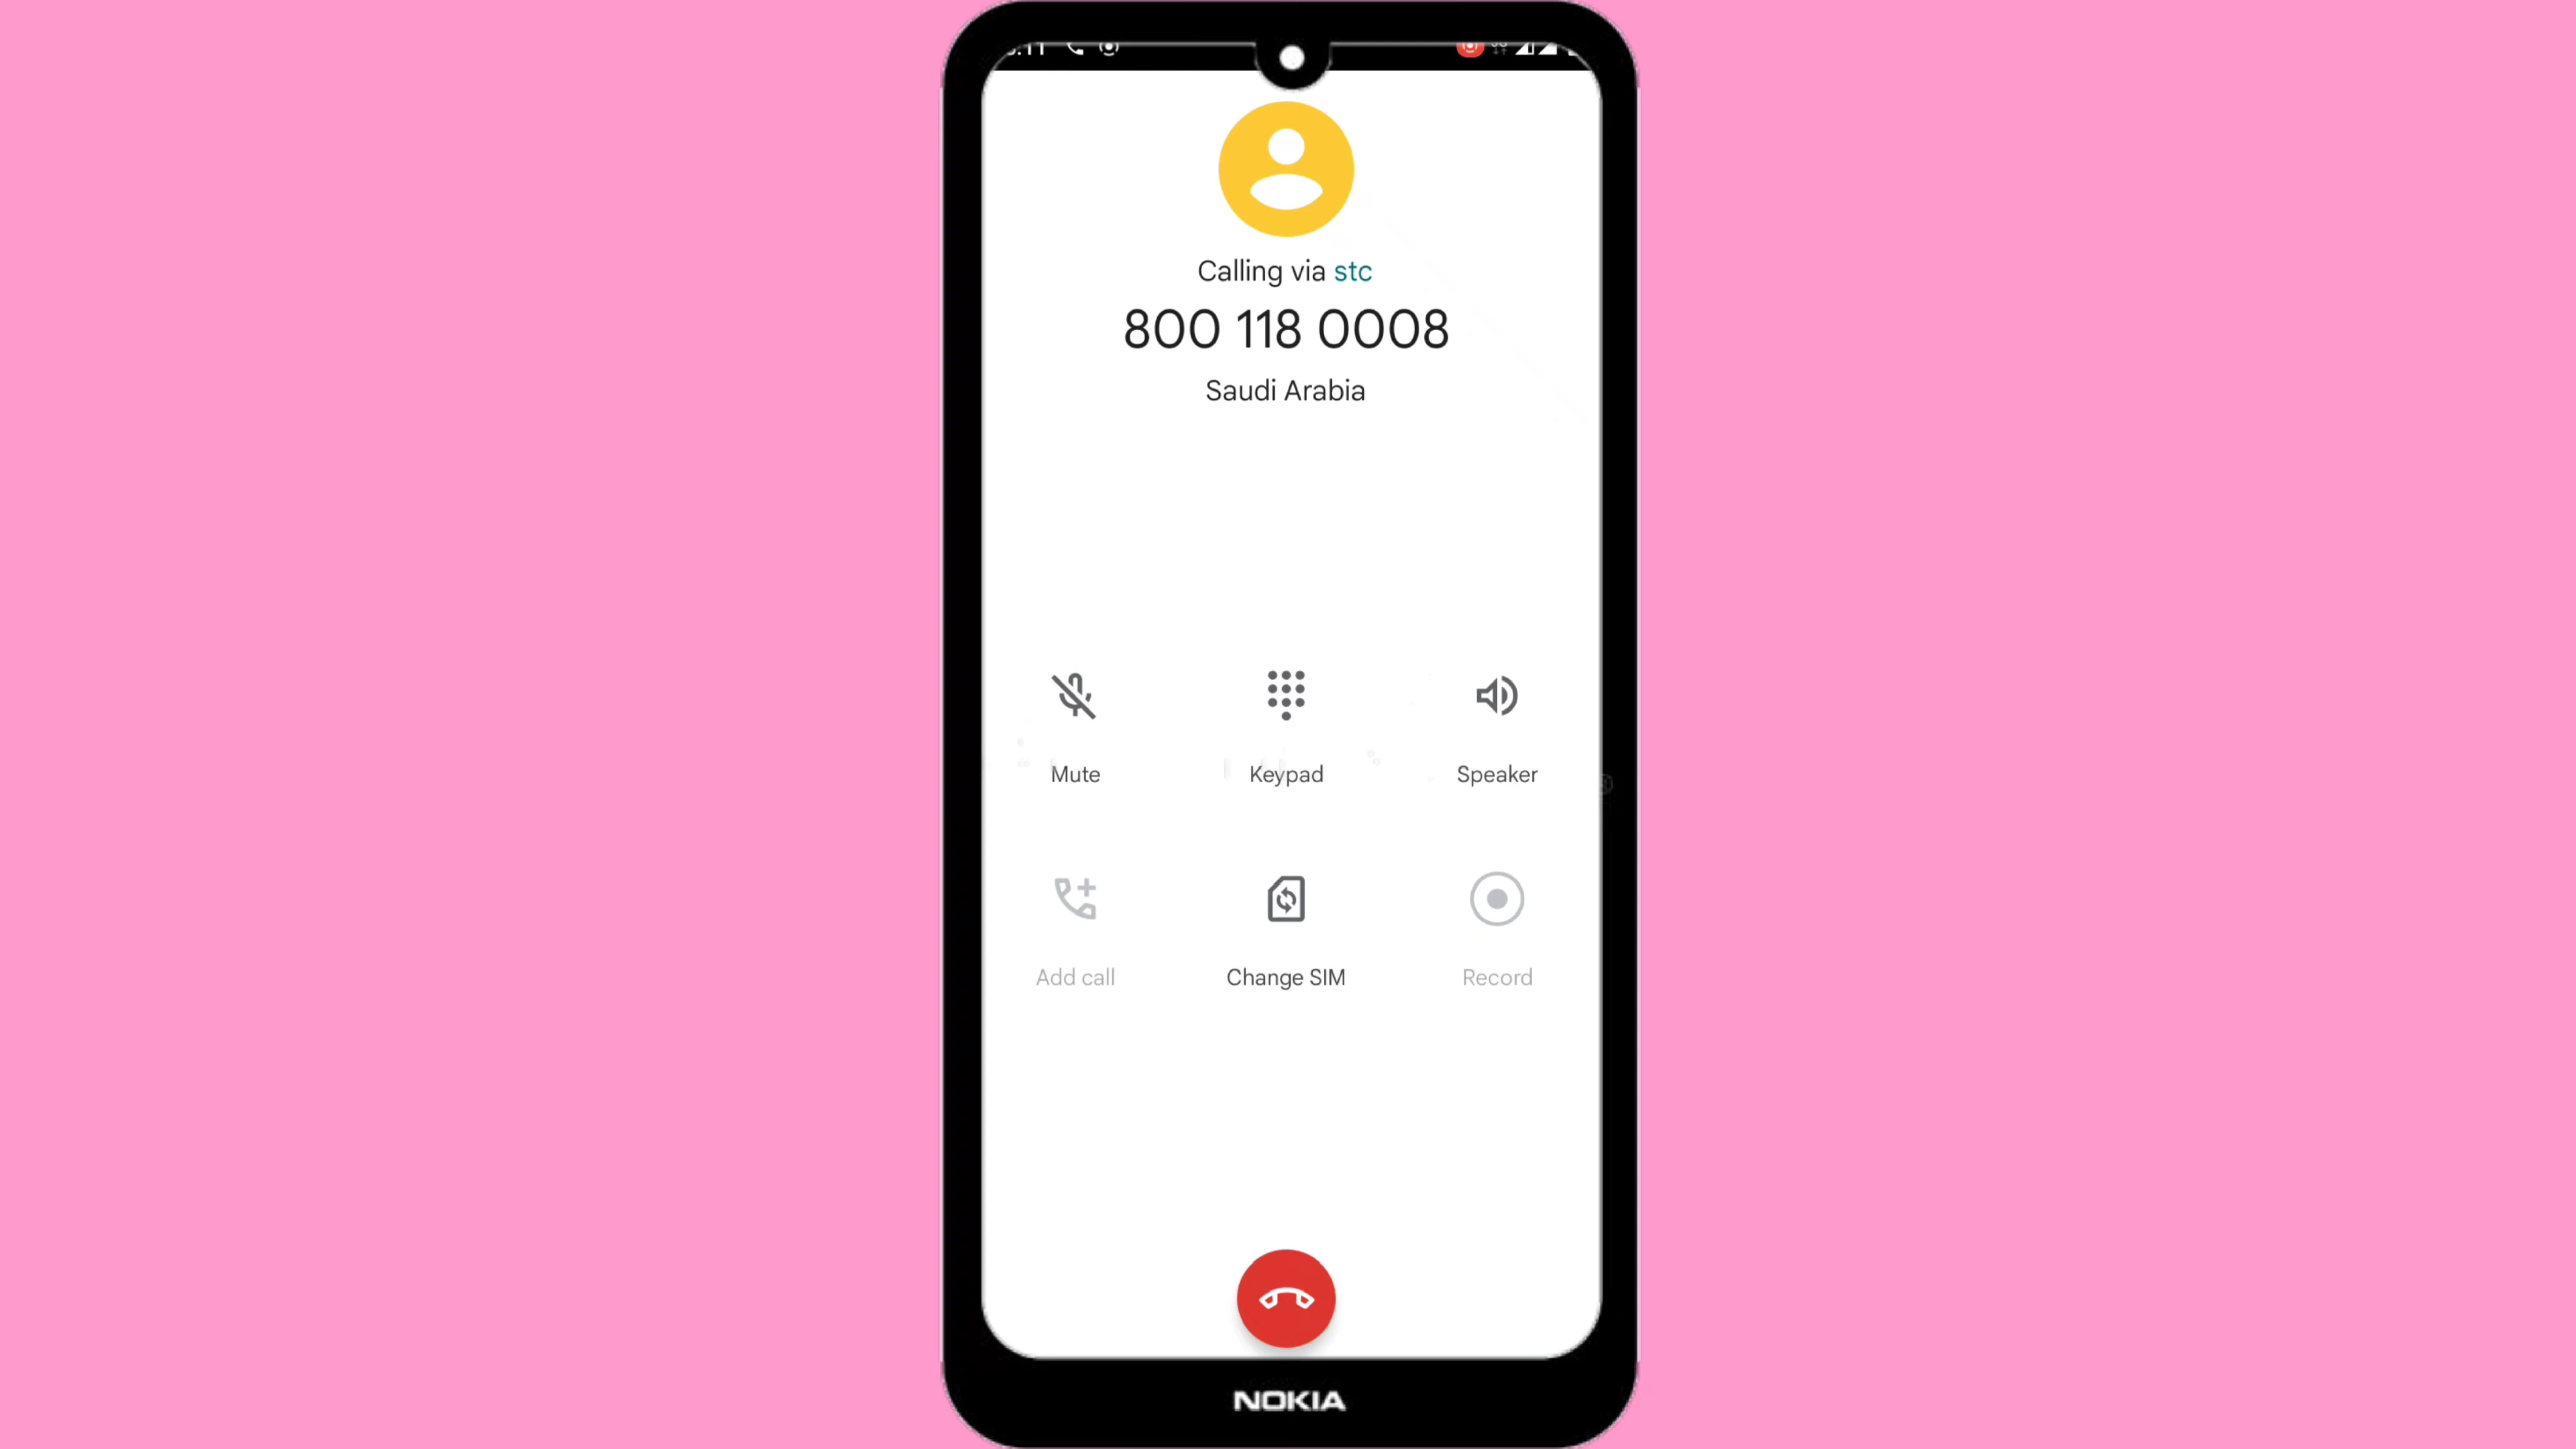 Calling via stc
800 118 0008
Saudi Arabia
Mute Keypad Speaker
Add call Change SIM Record
NOKIA